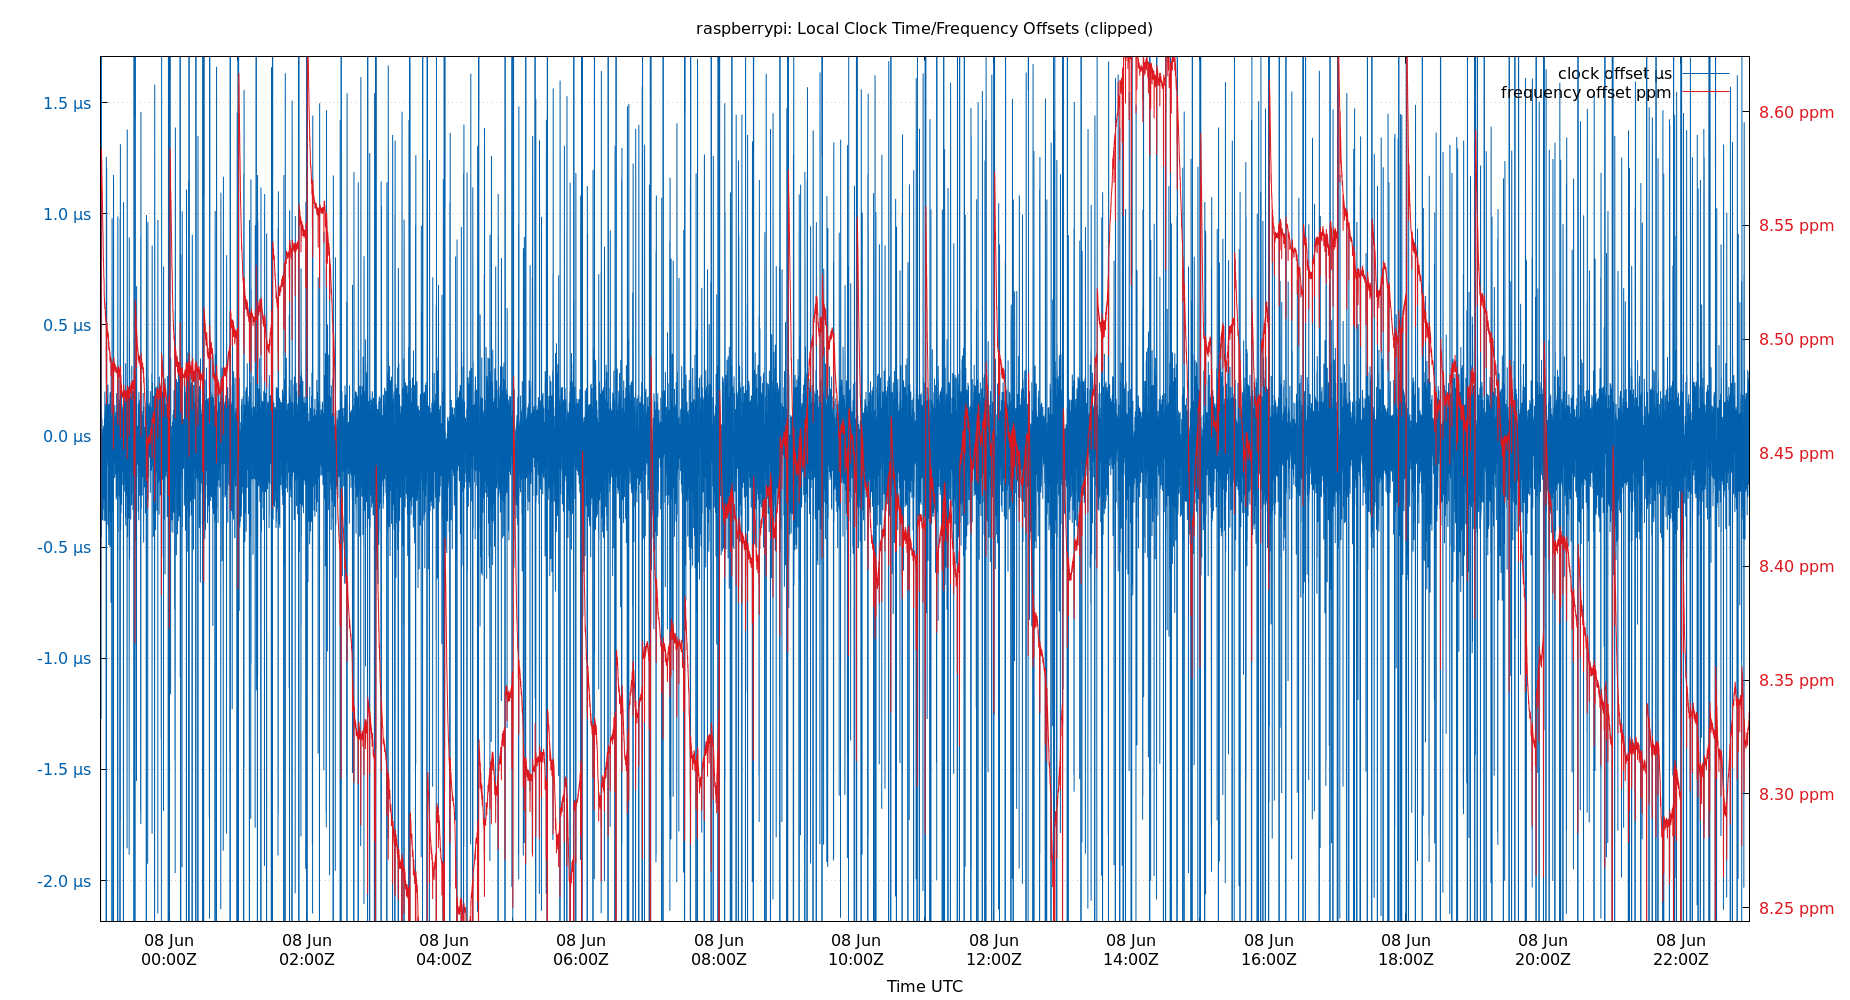 raspberrypi: Local Clock Time/Frequency Offsets (clipped)
clock offset µs
frequency offset ppm
1.5 µs
1.0 µs
0.5 µs
0.0 µs
-0.5 µs
-1.0 µs
-1.5 µs
-2.0 µs
8.60 ppm
8.55 ppm
8.50 ppm
8.45 ppm
8.40 ppm
8.35 ppm
8.30 ppm
8.25 ppm
08 Jun 08 Jun 08 Jun 08 Jun 08 Jun 08 Jun 08 Jun 08 Jun 08 Jun 08 Jun 08 Jun 08 Jun
00:00Z 02:00Z 04:00Z 06:00Z 08:00Z 10:00Z 12:00Z 14:00Z 16:00Z 18:00Z 20:00Z 22:00Z
Time UTC